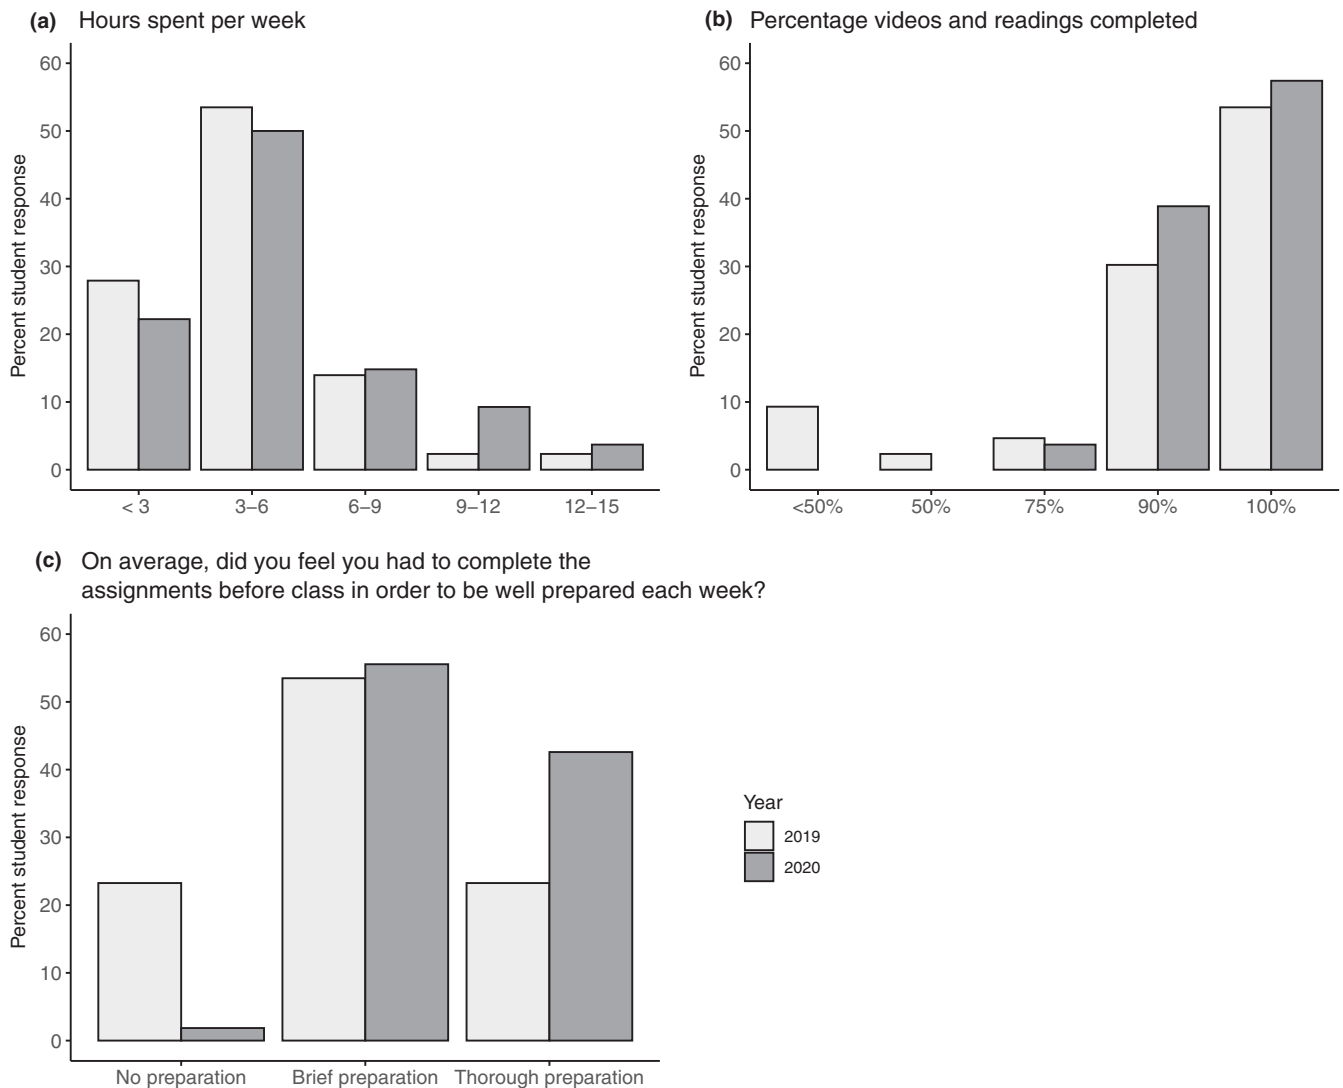 (a) Hours spent per week
60
50
40
30
20
10
0
Percent student response
< 3 3–6 6–9 9–12 12–15
(b) Percentage videos and readings completed
60
50
40
30
20
10
0
Percent student response
<50% 50% 75% 90% 100%
(c) On average, did you feel you had to complete the
assignments before class in order to be well prepared each week?
60
50
40
30
20
10
0
Percent student response
No preparation Brief preparation Thorough preparation
Year
2019
2020